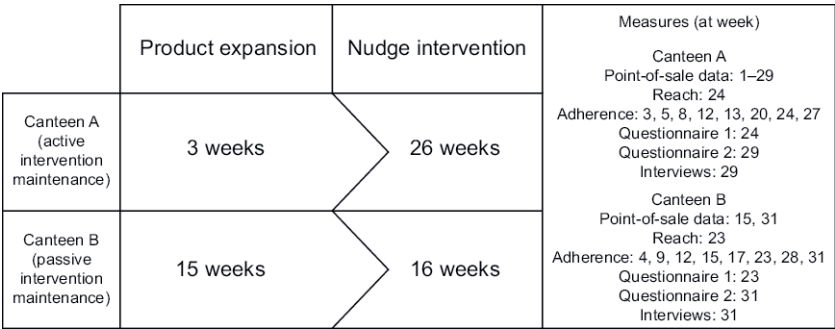 Product expansion
Nudge intervention
Canteen A
(active
intervention
maintenance)
3 weeks
26 weeks
Canteen B
(passive
intervention
maintenance)
15 weeks
16 weeks
Measures (at week)
Canteen A
Point-of-sale data: 1–29
Reach: 24
Adherence: 3, 5, 8, 12, 13, 20, 24, 27
Questionnaire 1: 24
Questionnaire 2: 29
Interviews: 29
Canteen B
Point-of-sale data: 15, 31
Reach: 23
Adherence: 4, 9, 12, 15, 17, 23, 28, 31
Questionnaire 1: 23
Questionnaire 2: 31
Interviews: 31